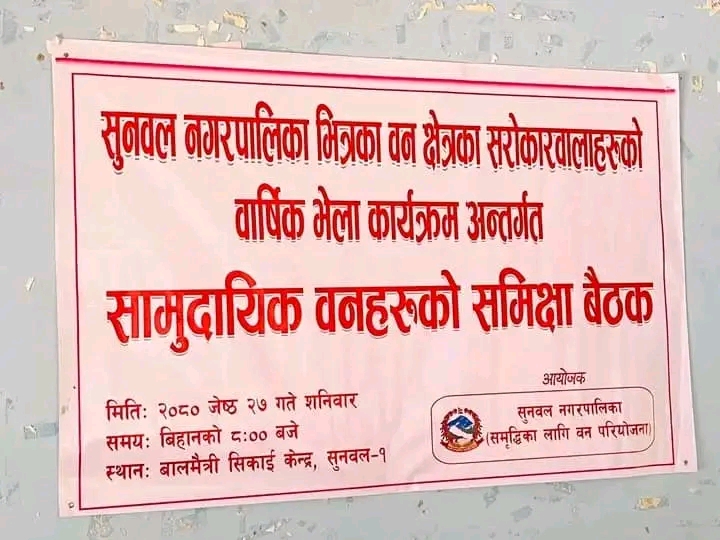 सुनवल नगरपालिका भित्रका वन क्षेत्रका सरोकारवालाहरुको
वार्षिक भेला कार्यक्रम अन्तर्गत
सामुदायिक वनहरुको समिक्षा बैठक
मितिः २०८० जेष्ठ २७ गते शनिवार
समयः बिहानको ८:०० बजे
स्थानः बालमैत्री सिकाई केन्द्र, सुनवल-१
आयोजक
सुनवल नगरपालिका
(समृद्धिका लागि वन परियोजना)